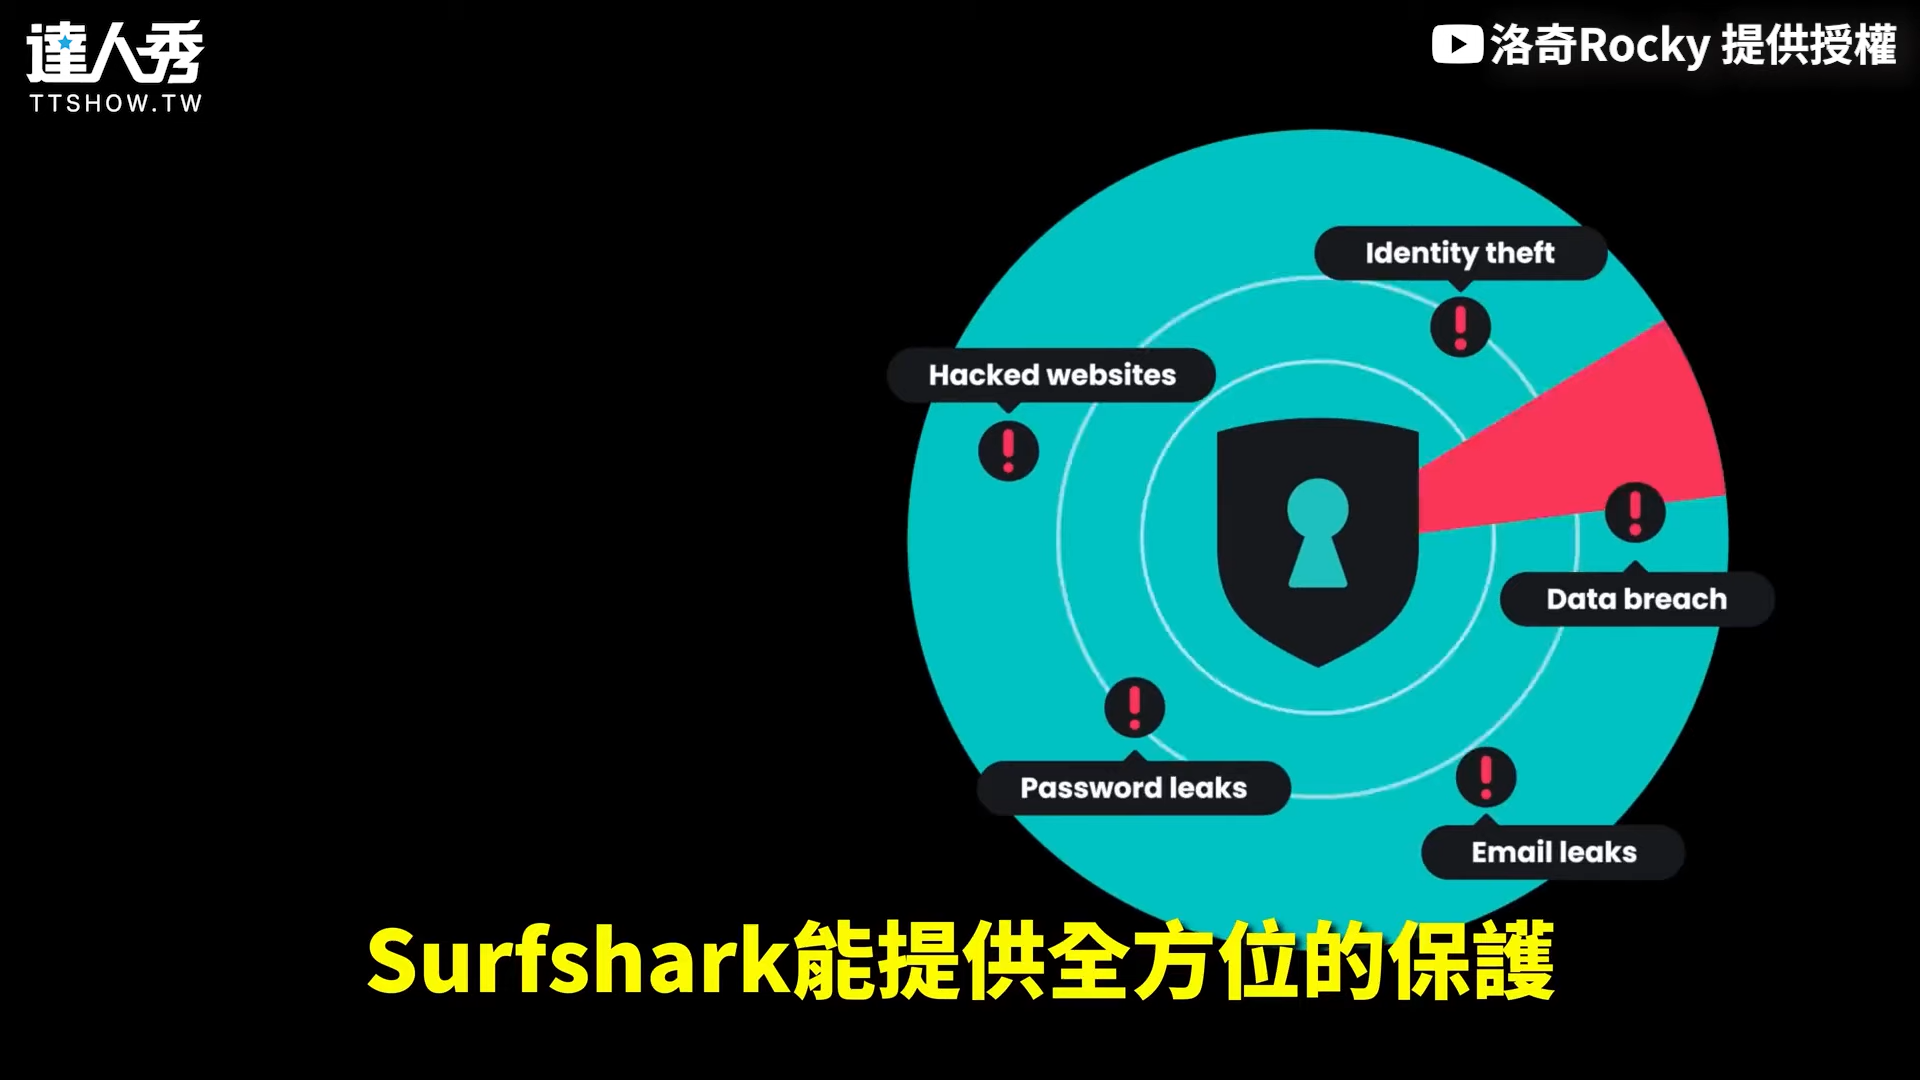 達人秀
TTSHOW.TW
洛奇Rocky 提供授權
Identity theft
Hacked websites
Data breach
Password leaks
Email leaks
Surfshark能提供全方位的保護